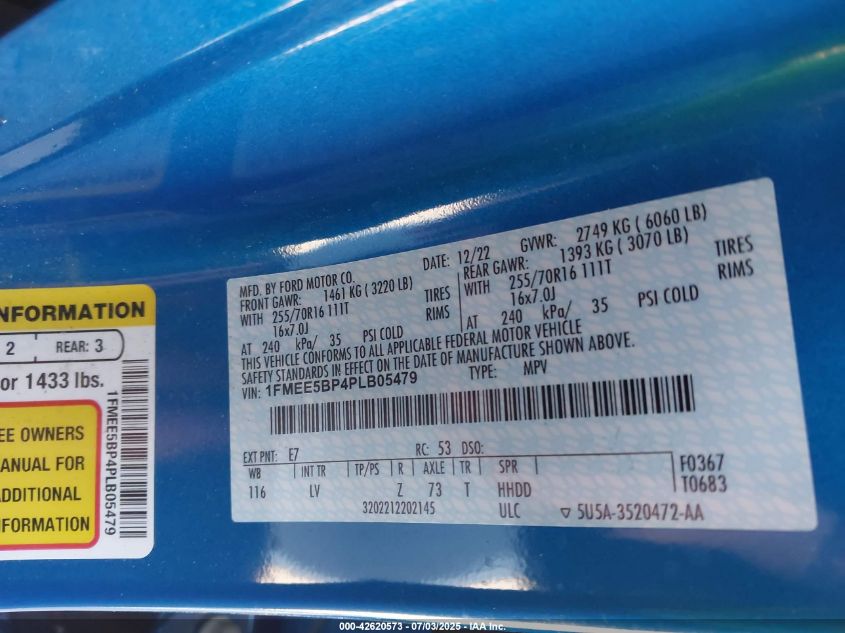 INFORMATION
2 REAR: 3
or 1433 lbs.
EE OWNERS
ANUAL FOR
ADDITIONAL
INFORMATION
1FMEE5BP4PLB05479
MFD. BY FORD MOTOR CO. DATE: 12/22 GVWR: 2749 KG ( 6060 LB)
FRONT GAWR: 1461 KG ( 3220 LB) REAR GAWR: 1393 KG ( 3070 LB)
WITH 255/70R16 111T TIRES WITH 255/70R16 111T TIRES
16x7.0J RIMS 16x7.0J RIMS
AT 240 kPa/ 35 PSI COLD AT 240 kPa/ 35 PSI COLD
THIS VEHICLE CONFORMS TO ALL APPLICABLE FEDERAL MOTOR VEHICLE
SAFETY STANDARDS IN EFFECT ON THE DATE OF MANUFACTURE SHOWN ABOVE.
VIN: 1FMEE5BP4PLB05479 TYPE: MPV
EXT PNT: E7 RC: 53 DSO:
WB INT TR TP/PS R AXLE TR SPR F0367
116 LV Z 73 T HHDD T0683
3202212202145 ULC ▽ 5U5A-3520472-AA
000-42620573 - 07/03/2025 - IAA Inc.